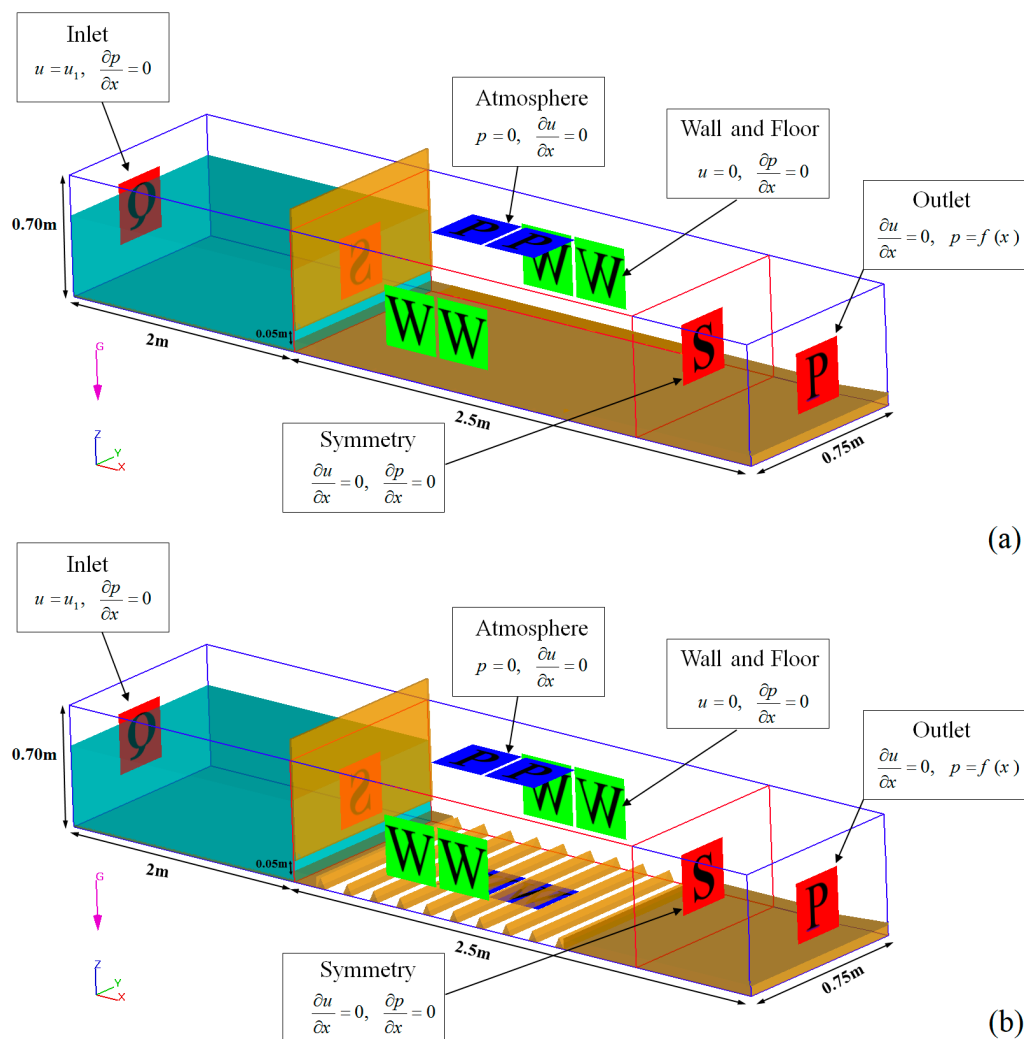 Inlet
u = u₁, ∂p/∂x = 0
Atmosphere
p = 0, ∂u/∂x = 0
Wall and Floor
u = 0, ∂p/∂x = 0
Outlet
∂u/∂x = 0, p = f (x)
Q
0.70m
P P
W W
S
W W
0.05m
S
P
2m
G
2.5m
0.75m
Z
Y
X
Symmetry
∂u/∂x = 0, ∂p/∂x = 0
(a)
Inlet
u = u₁, ∂p/∂x = 0
Atmosphere
p = 0, ∂u/∂x = 0
Wall and Floor
u = 0, ∂p/∂x = 0
Outlet
∂u/∂x = 0, p = f (x)
Q
0.70m
P P
W W
S
W W
0.05m
S
P
2m
G
2.5m
0.75m
Z
Y
X
Symmetry
∂u/∂x = 0, ∂p/∂x = 0
(b)